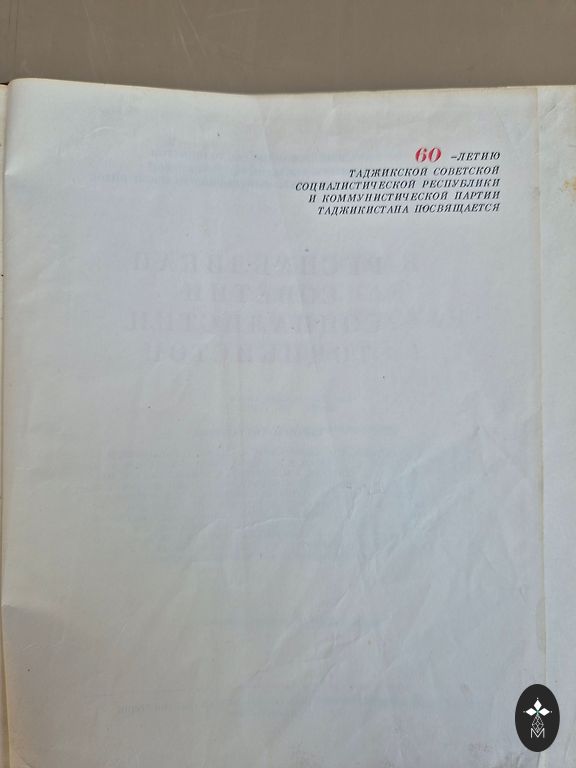 60 -ЛЕТИЮ
ТАДЖИКСКОЙ СОВЕТСКОЙ
СОЦИАЛИСТИЧЕСКОЙ РЕСПУБЛИКИ
И КОММУНИСТИЧЕСКОЙ ПАРТИИ
ТАДЖИКИСТАНА ПОСВЯЩАЕТСЯ